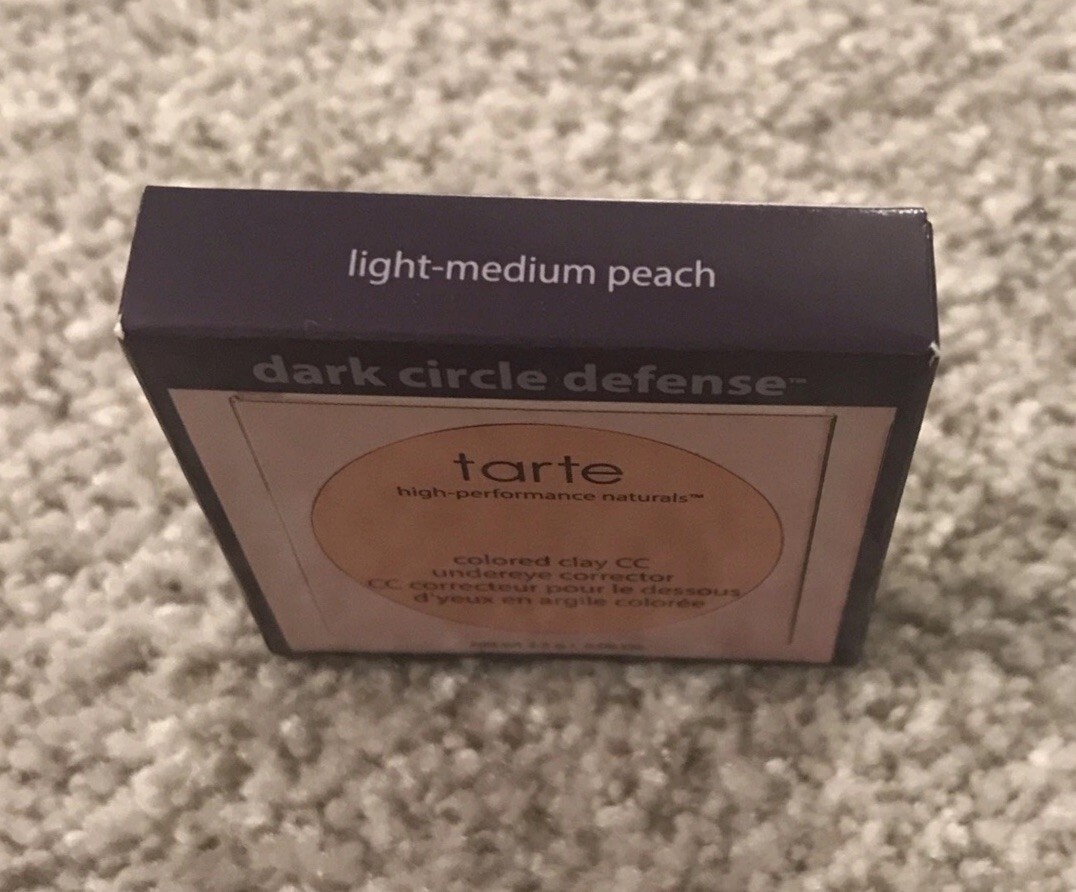 light-medium peach
dark circle defense™
tarte
high-performance naturals™
colored clay CC
undereye corrector
CC correcteur pour le dessous
d'yeux en argile colorée